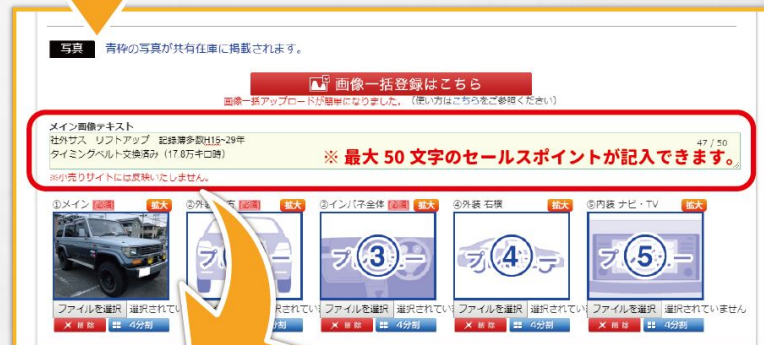 写真 青枠の写真が共有在庫に掲載されます。
画像一括登録はこちら
画像一括アップロードが簡単になりました。（使い方はこちらをご参照ください）
メイン画像テキスト
社外サス リフトアップ 記録簿多数H15~29年
47 / 50
タイミングベルト交換済み（17.8万キロ時）
※ 最大 50 文字のセールスポイントが記入できます。
※小売りサイトには反映いたしません。
①メイン 必須 拡大 ②外装 方 必須 拡大 ③インパネ全体 必須 拡大 ④外装 右横 拡大 ⑤内装 ナビ・TV 拡大
プ ③ ー プ ④ ー プ ⑤ ー
ファイルを選択 選択されてい されてい ファイルを選択 選択されてい ファイルを選択 選択されてい ファイルを選択 選択されていません
× 削除 4分割 分割 × 削除 4分割 × 削除 4分割 × 削除 4分割